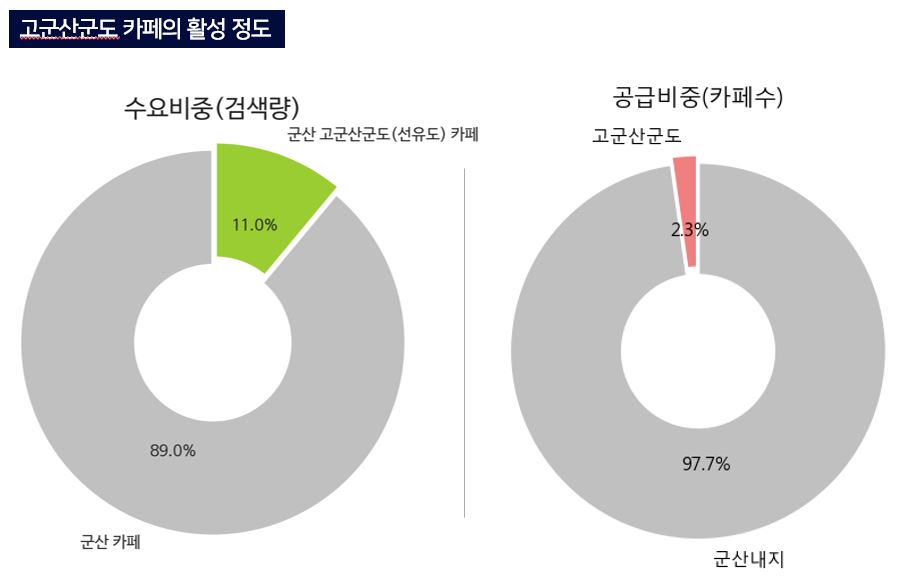 고군산군도 카페의 활성 정도
수요비중(검색량)
군산 고군산군도(선유도) 카페
11.0%
89.0%
군산 카페
공급비중(카페수)
고군산군도
2.3%
97.7%
군산내지